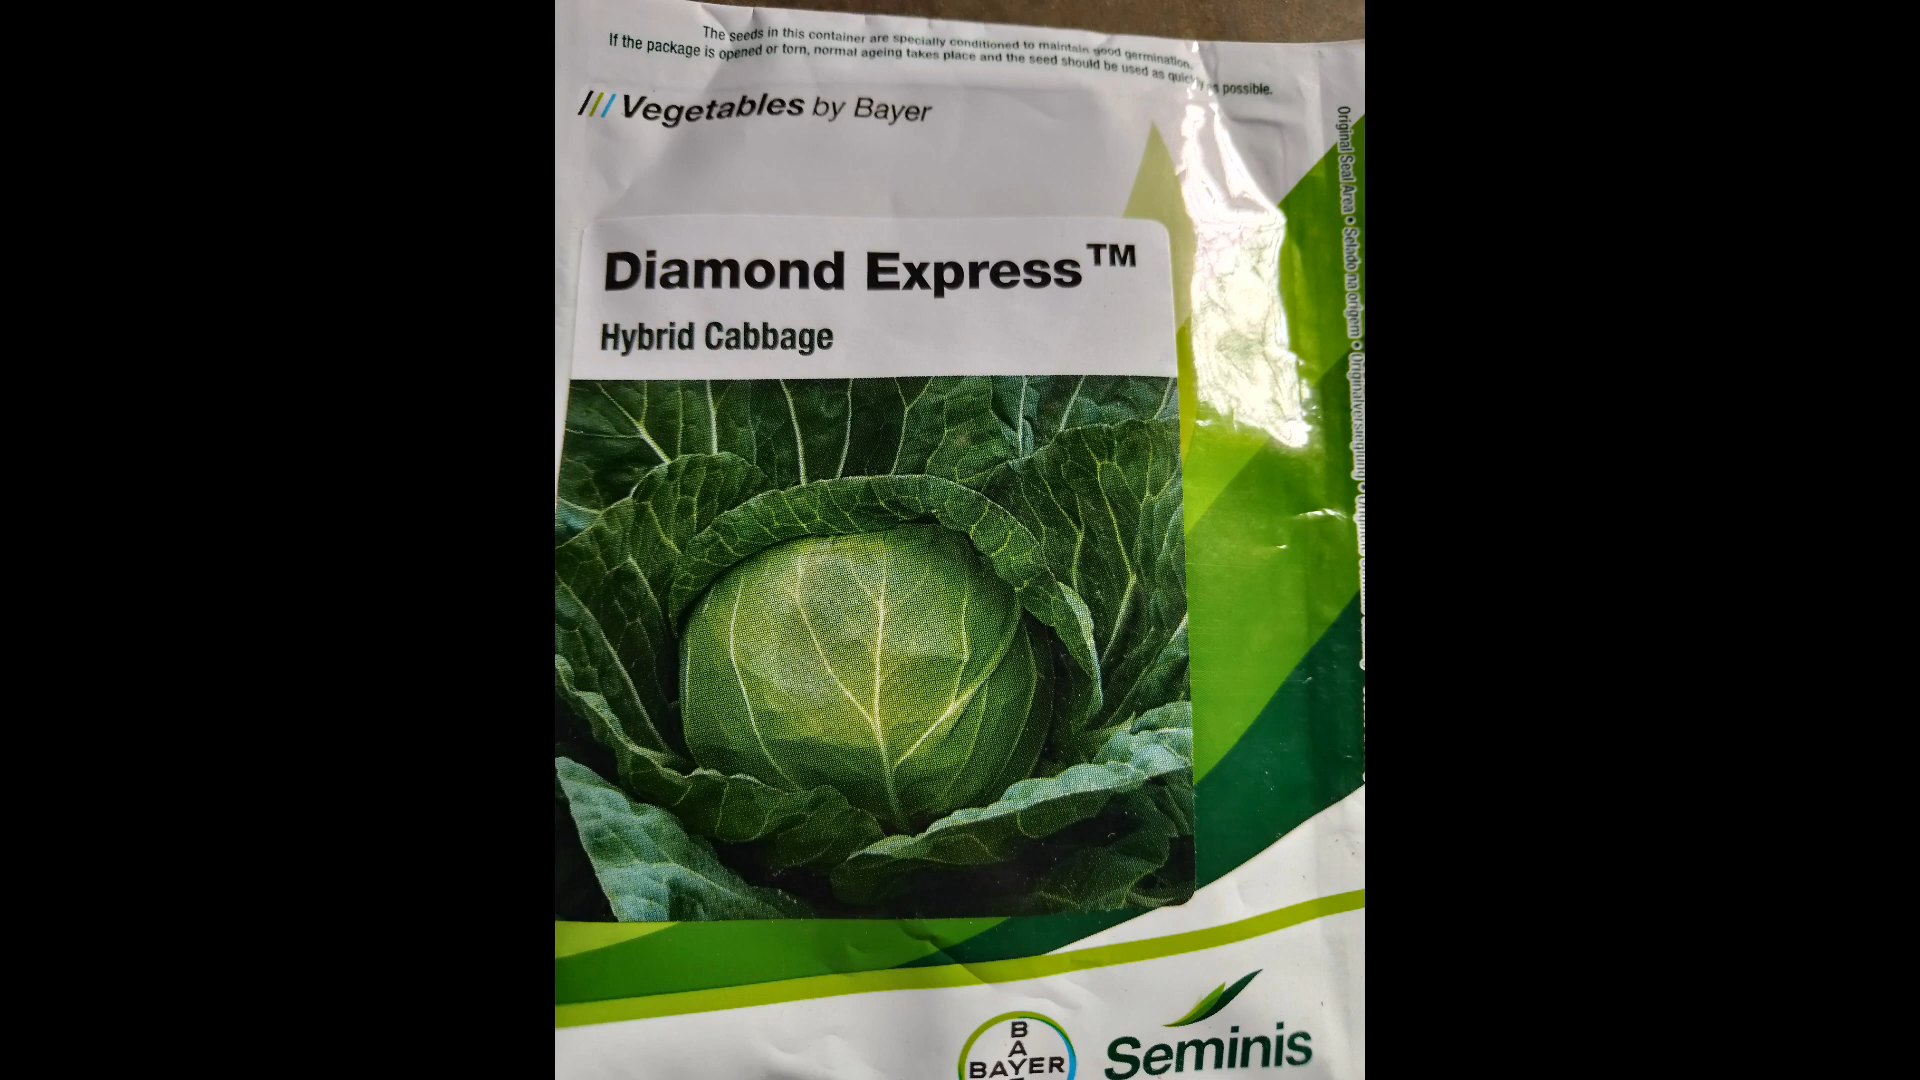 The seeds in this container are specially conditioned to maintain good germination.
If the package is opened or torn, normal ageing takes place and the seed should be used as quickly as possible.
Vegetables by Bayer
Diamond Express™
Hybrid Cabbage
Original Seal Area • Selado na origem • Originalversiegelung •
BAYER
BAYER
Seminis